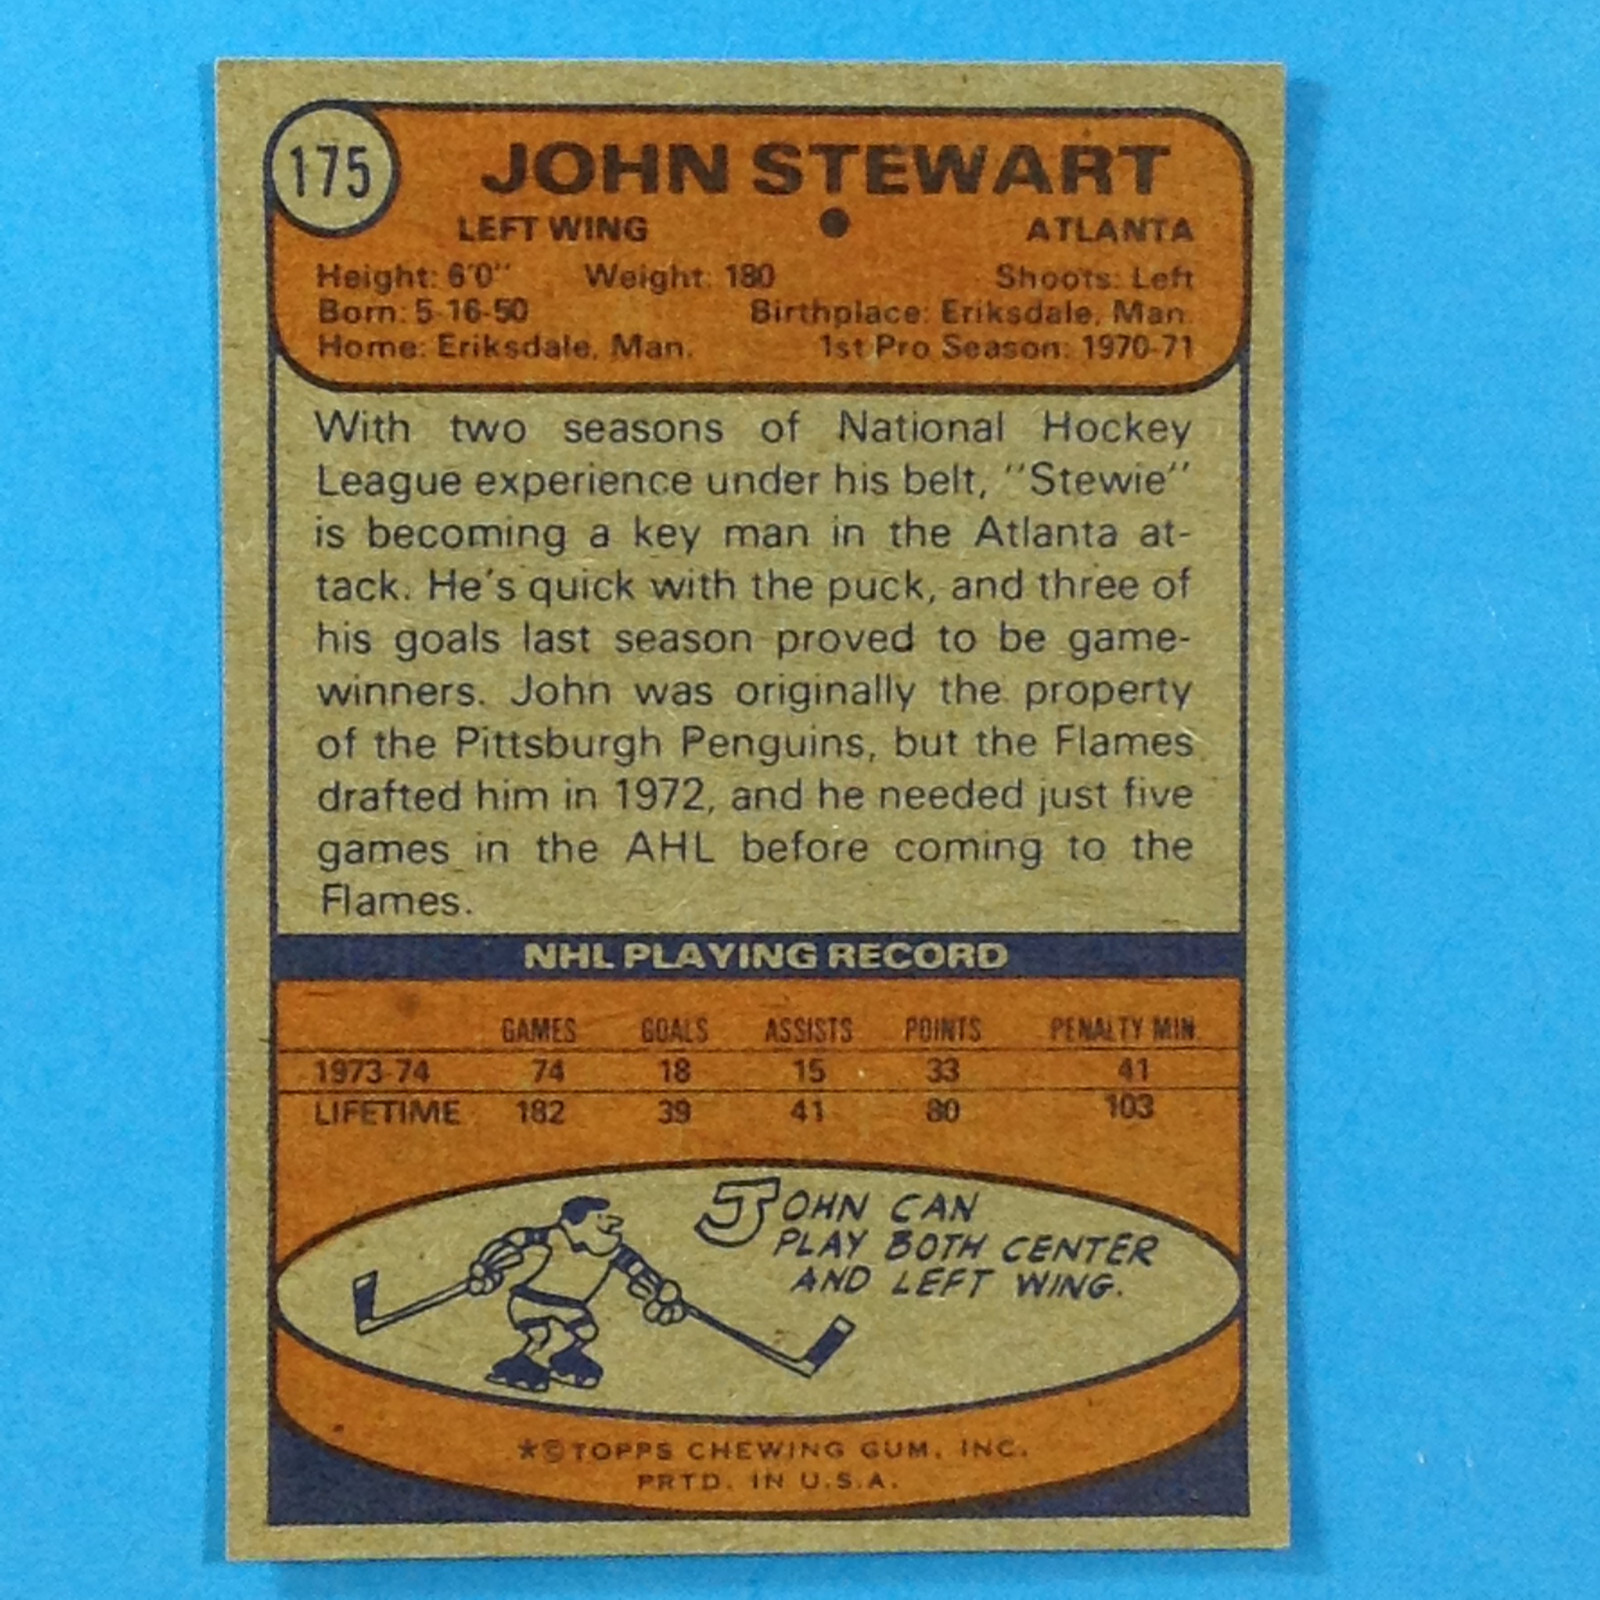 175
JOHN STEWART
LEFT WING ● ATLANTA
Height: 6'0" Weight: 180 Shoots: Left
Born: 5-16-50 Birthplace: Eriksdale, Man.
Home: Eriksdale, Man. 1st Pro Season: 1970-71
With two seasons of National Hockey
League experience under his belt, "Stewie"
is becoming a key man in the Atlanta at-
tack. He's quick with the puck, and three of
his goals last season proved to be game-
winners. John was originally the property
of the Pittsburgh Penguins, but the Flames
drafted him in 1972, and he needed just five
games in the AHL before coming to the
Flames.
NHL PLAYING RECORD
GAMES GOALS ASSISTS POINTS PENALTY MIN.
1973-74 74 18 15 33 41
LIFETIME 182 39 41 80 103
JOHN CAN
PLAY BOTH CENTER
AND LEFT WING.
*©TOPPS CHEWING GUM, INC.
PRTD. IN U.S.A.